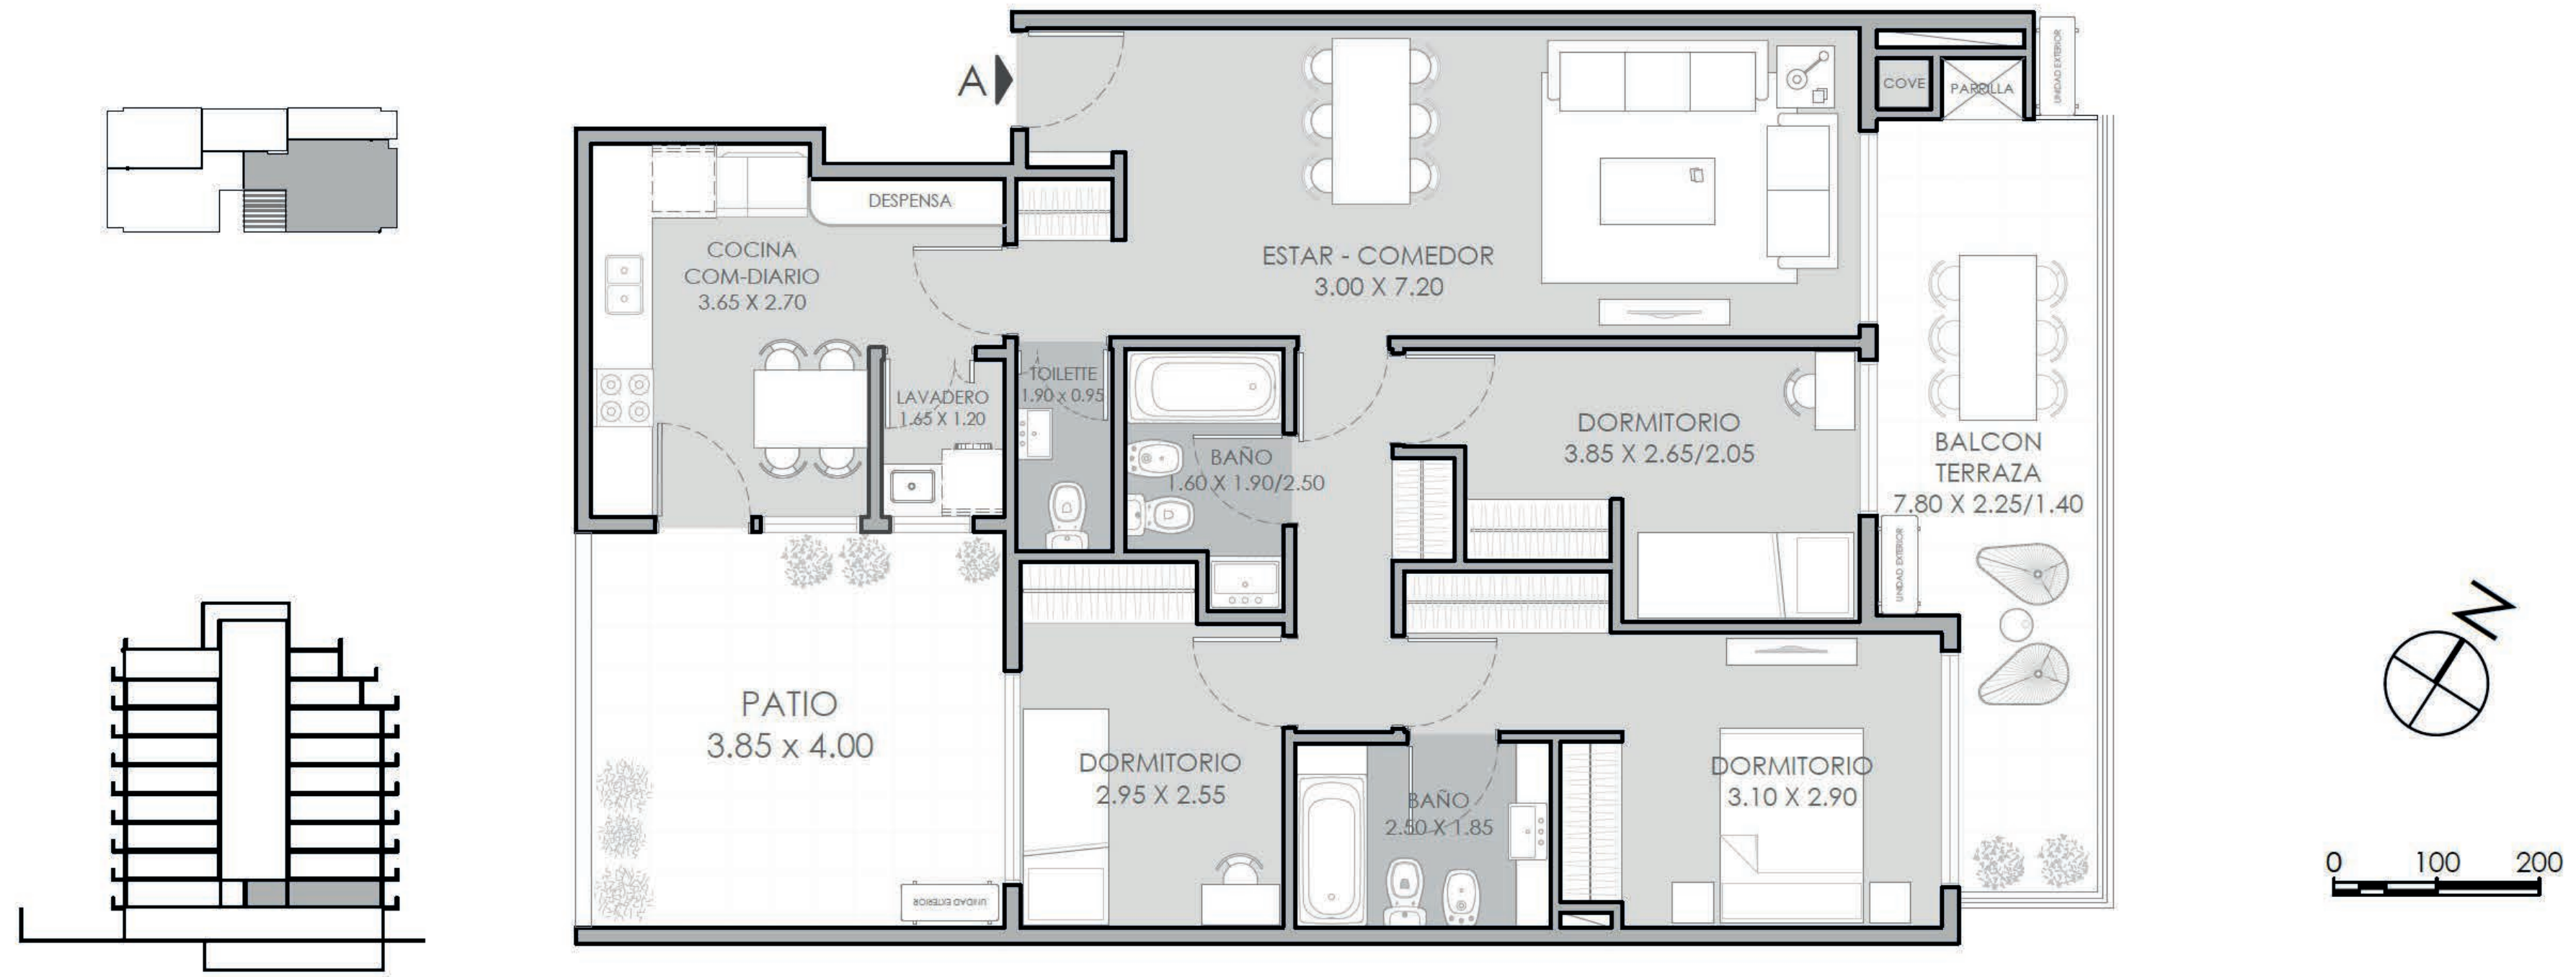 A
COVE
PARRILLA
UNIDAD EXTERIOR
DESPENSA
COCINA
COM-DIARIO
3.65 X 2.70
ESTAR - COMEDOR
3.00 X 7.20
TOILETTE
1.90 x 0.95
LAVADERO
1.65 X 1.20
BAÑO
1.60 X 1.90/2.50
DORMITORIO
3.85 X 2.65/2.05
BALCON
TERRAZA
7.80 X 2.25/1.40
UNIDAD EXTERIOR
PATIO
3.85 x 4.00
DORMITORIO
2.95 X 2.55
BAÑO
2.50 X 1.85
DORMITORIO
3.10 X 2.90
UNIDAD EXTERIOR
N
0 100 200